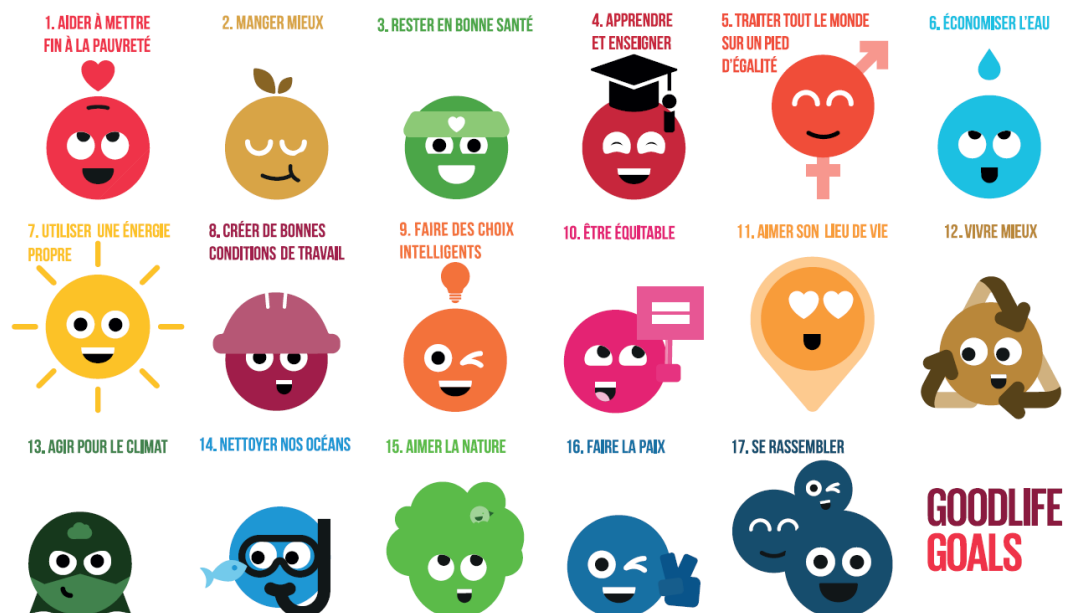 1. AIDER À METTRE
FIN À LA PAUVRETÉ
2. MANGER MIEUX
3. RESTER EN BONNE SANTÉ
4. APPRENDRE
ET ENSEIGNER
5. TRAITER TOUT LE MONDE
SUR UN PIED
D'ÉGALITÉ
6. ÉCONOMISER L'EAU
7. UTILISER UNE ÉNERGIE
PROPRE
8. CRÉER DE BONNES
CONDITIONS DE TRAVAIL
9. FAIRE DES CHOIX
INTELLIGENTS
10. ÊTRE ÉQUITABLE
11. AIMER SON LIEU DE VIE
12. VIVRE MIEUX
13. AGIR POUR LE CLIMAT
14. NETTOYER NOS OCÉANS
15. AIMER LA NATURE
16. FAIRE LA PAIX
17. SE RASSEMBLER
GOODLIFE
GOALS